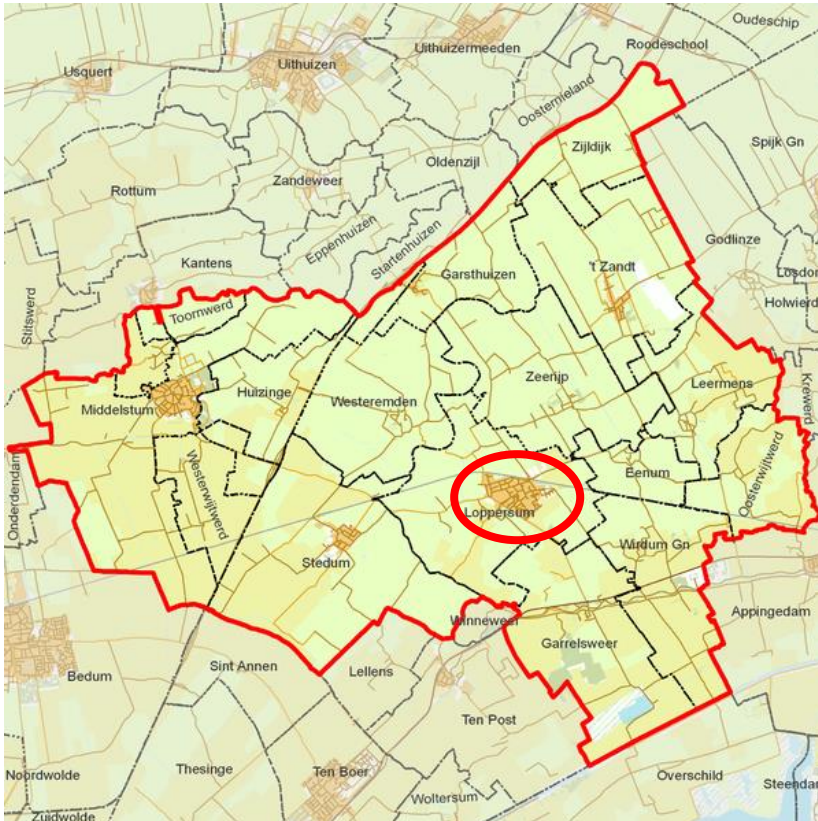 Oudeschip
Roodeschool
Uithuizermeeden
Uithuizen
Usquert
Oosternieland
Zijldijk
Spijk Gn
Oldenzijl
Zandeweer
Rottum
Eppenhuizen
Startenhuizen
Godlinze
Kantens
Garsthuizen
't Zandt
Losdor
Holwierd
Stitswerd
Toornwerd
Zeerijp
Leermens
Krewerd
Huizinge
Westeremden
Middelstum
Eenum
Oosterwijtwerd
Westerwijtwerd
Onderdendam
Loppersum
Wirdum Gn
Stedum
Appingedam
Winneweer
Garrelsweer
Sint Annen
Lellens
Bedum
Ten Post
Thesinge
Ten Boer
Noordwolde
Overschild
Steendam
Woltersum
Zuidwolde